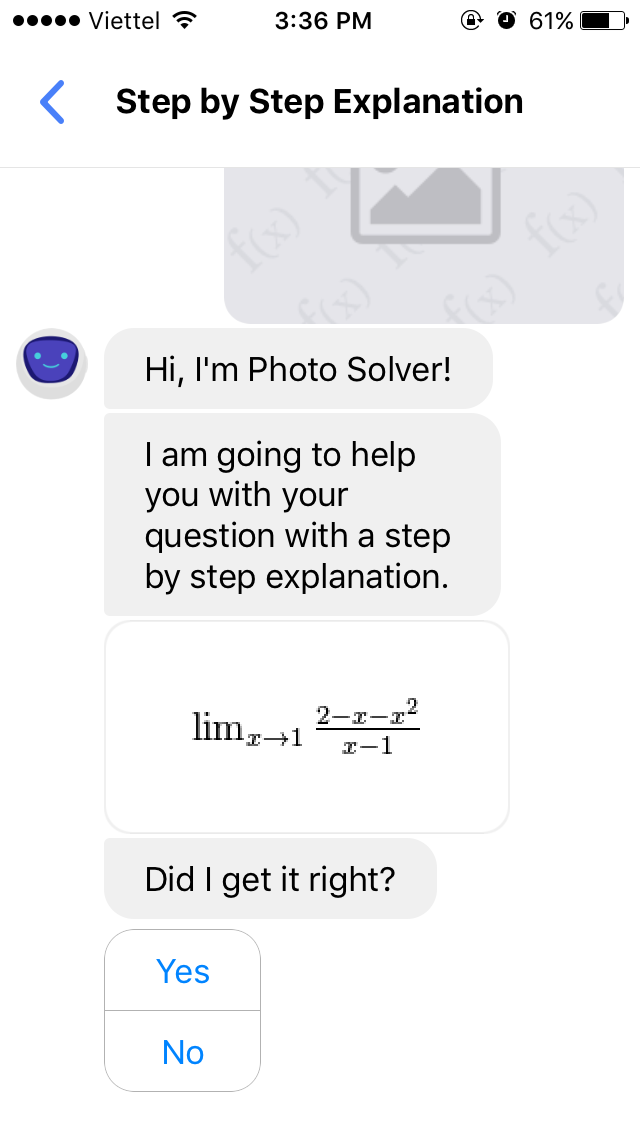 Viettel 3:36 PM 61%
Step by Step Explanation
f(x) f(x) f(x)
f(x) f(x) f(x)
Hi, I'm Photo Solver!
I am going to help
you with your
question with a step
by step explanation.
lim_{x→1} \frac{2-x-x^2}{x-1}
Did I get it right?
Yes
No